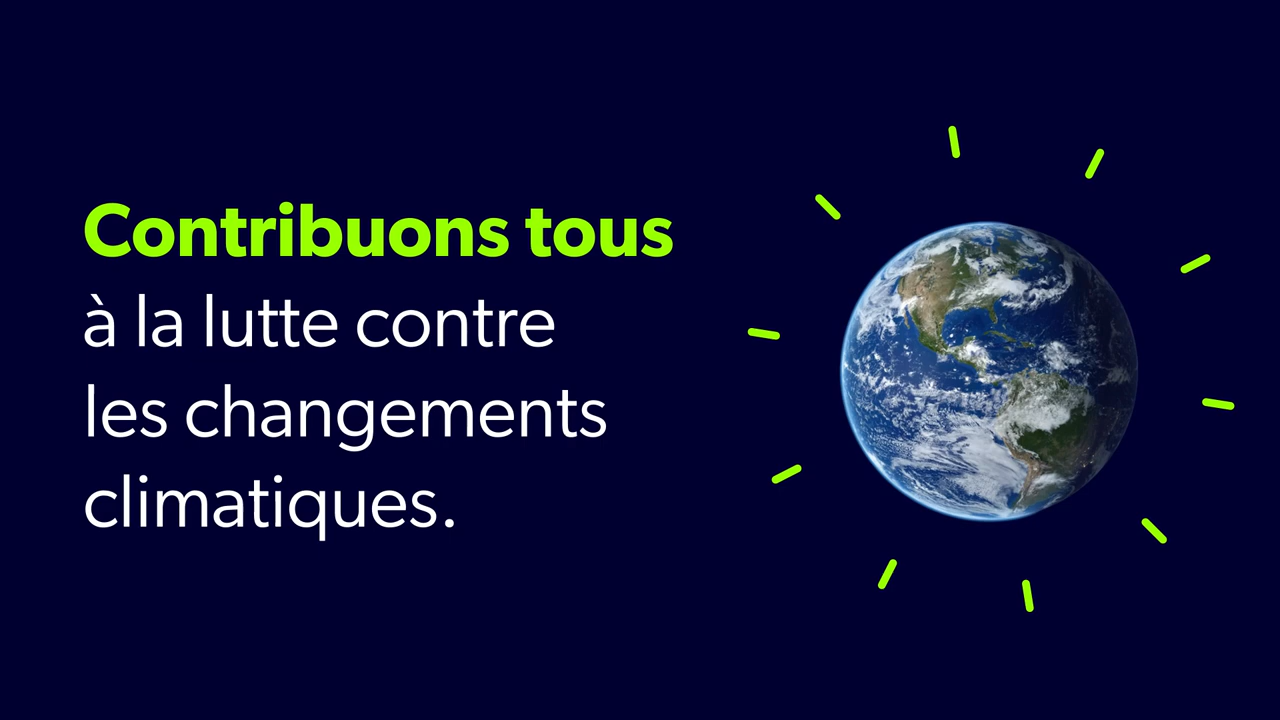 Contribuons tous
à la lutte contre
les changements
climatiques.